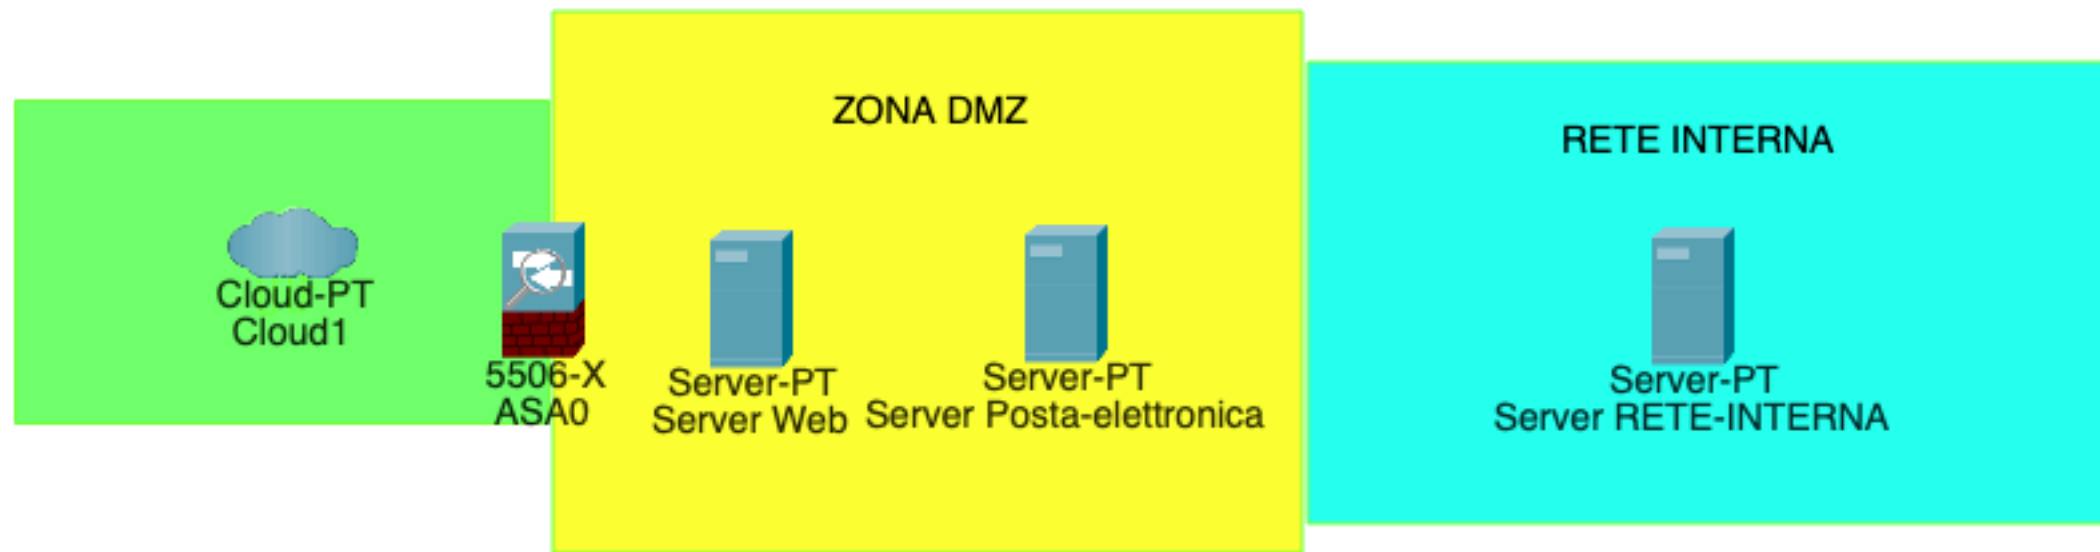 ZONA DMZ
RETE INTERNA
Cloud-PT
Cloud1
5506-X
ASA0
Server-PT
Server Web
Server-PT
Server Posta-elettronica
Server-PT
Server RETE-INTERNA